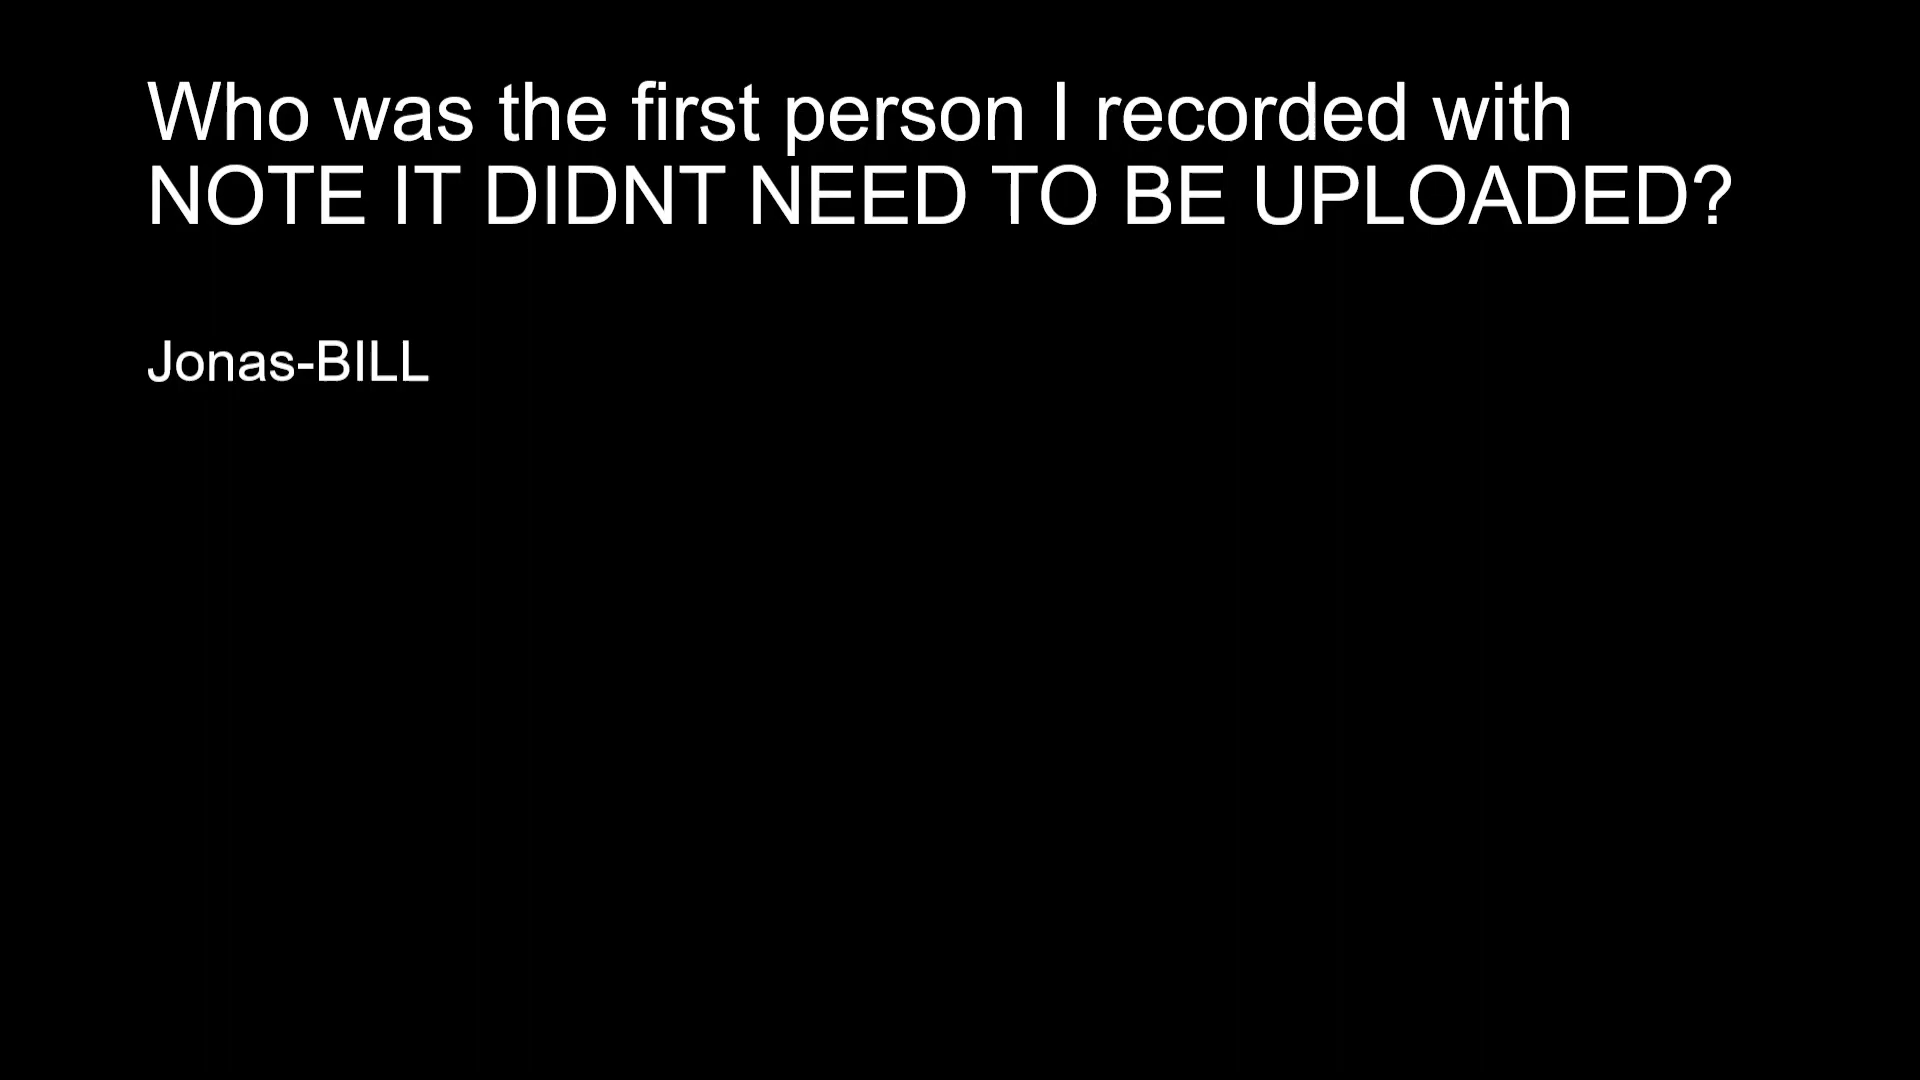 Who was the first person I recorded with
NOTE IT DIDNT NEED TO BE UPLOADED?
Jonas-BILL